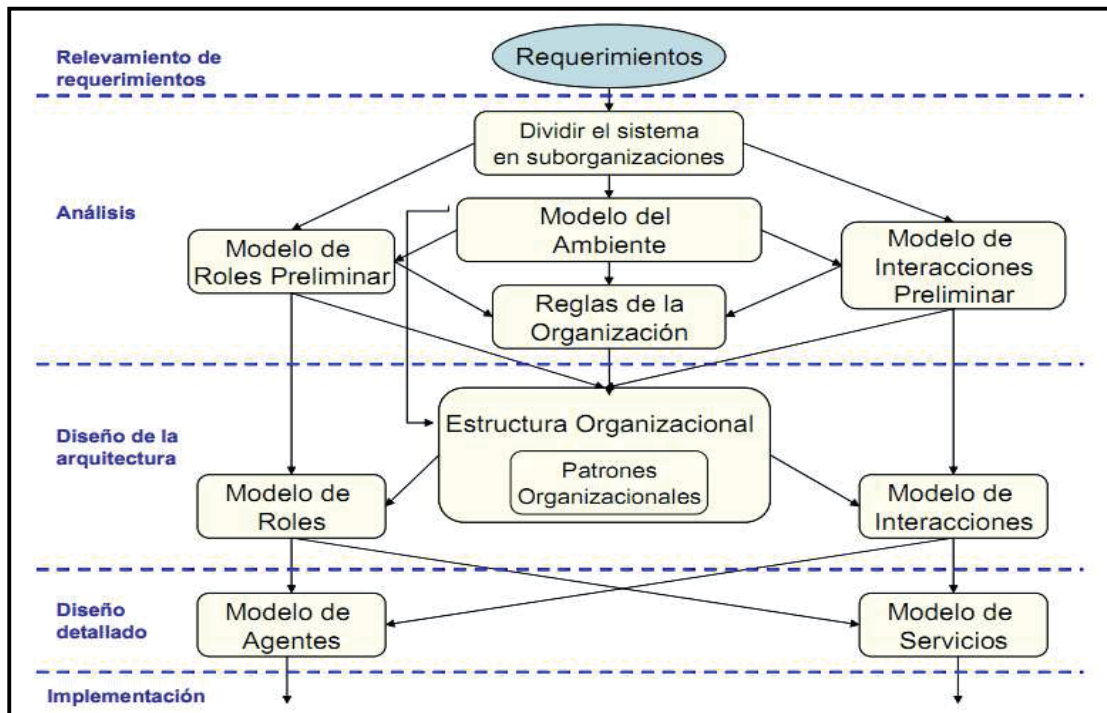 Relevamiento de
requerimientos
Requerimientos
Dividir el sistema
en suborganizaciones
Análisis
Modelo del
Ambiente
Modelo de
Roles Preliminar
Modelo de
Interacciones
Preliminar
Reglas de la
Organización
Diseño de la
arquitectura
Estructura Organizacional
Patrones
Organizacionales
Modelo de
Roles
Modelo de
Interacciones
Diseño
detallado
Modelo de
Agentes
Modelo de
Servicios
Implementación